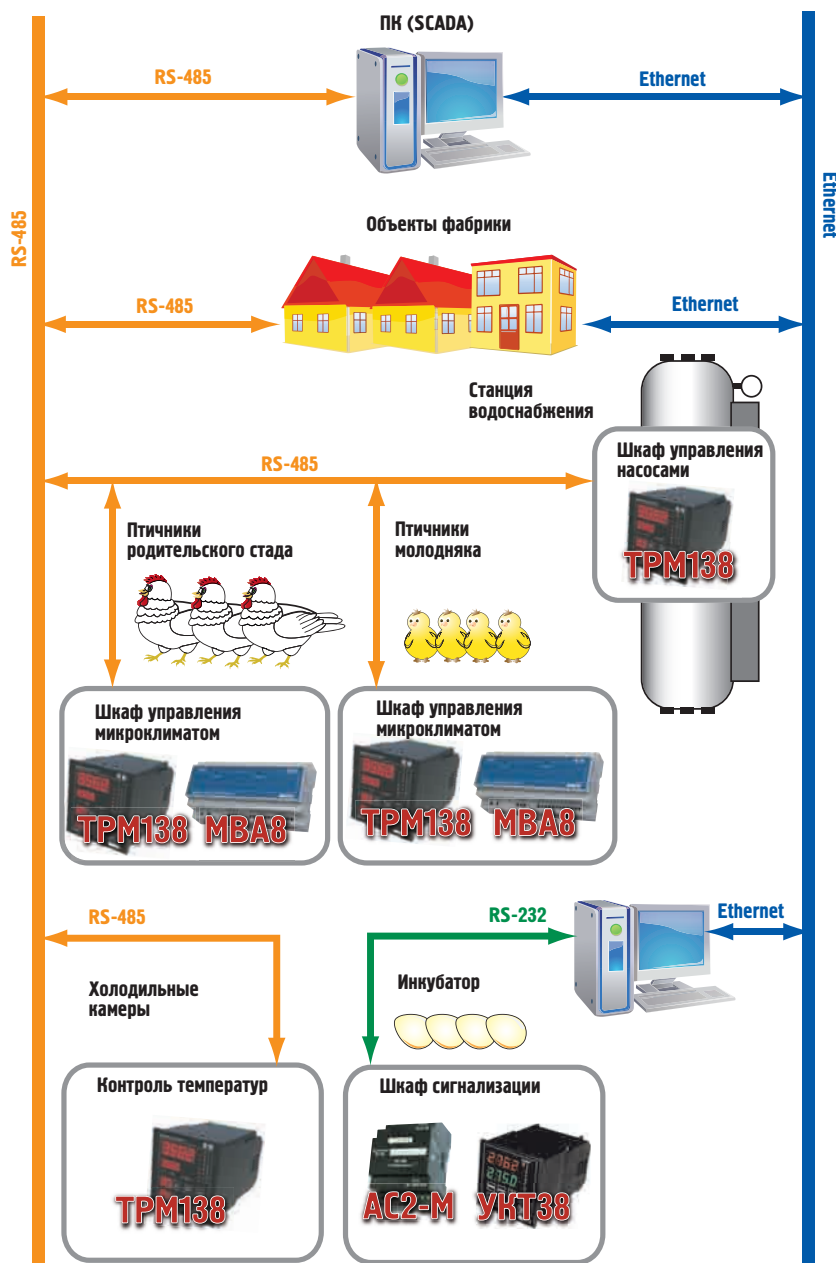 ПК (SCADA)
RS-485
Ethernet
RS-485
Ethernet
Объекты фабрики
RS-485
Ethernet
Станция
водоснабжения
RS-485
Шкаф управления
насосами
ТРМ138
Птичники
родительского стада
Птичники
молодняка
Шкаф управления
микроклиматом
ТРМ138 МВА8
Шкаф управления
микроклиматом
ТРМ138 МВА8
RS-485
RS-232
Ethernet
Холодильные
камеры
Инкубатор
Контроль температур
ТРМ138
Шкаф сигнализации
АС2-М УКТ38